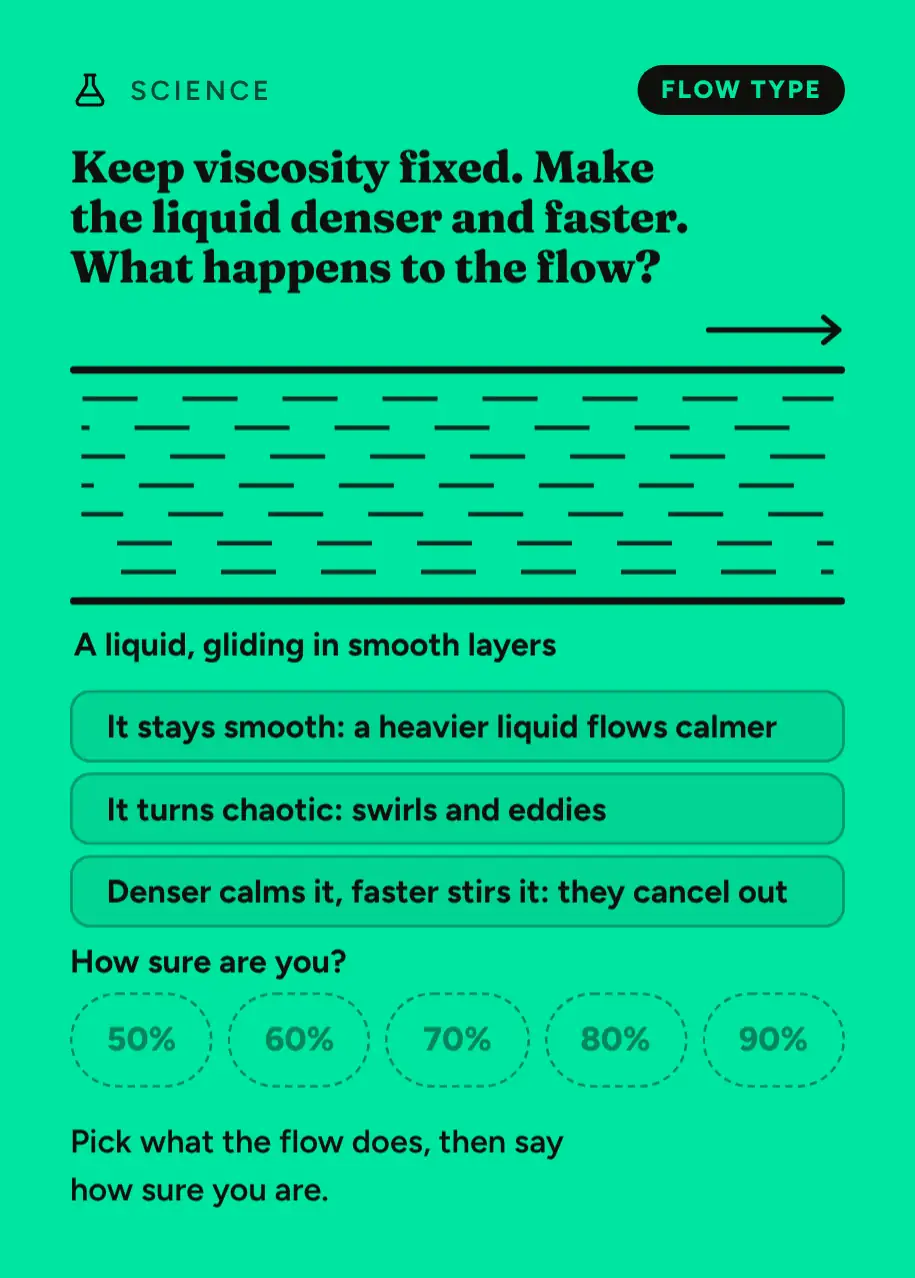 SCIENCE
FLOW TYPE
Keep viscosity fixed. Make
the liquid denser and faster.
What happens to the flow?
A liquid, gliding in smooth layers
It stays smooth: a heavier liquid flows calmer
It turns chaotic: swirls and eddies
Denser calms it, faster stirs it: they cancel out
How sure are you?
50%
60%
70%
80%
90%
Pick what the flow does, then say
how sure you are.